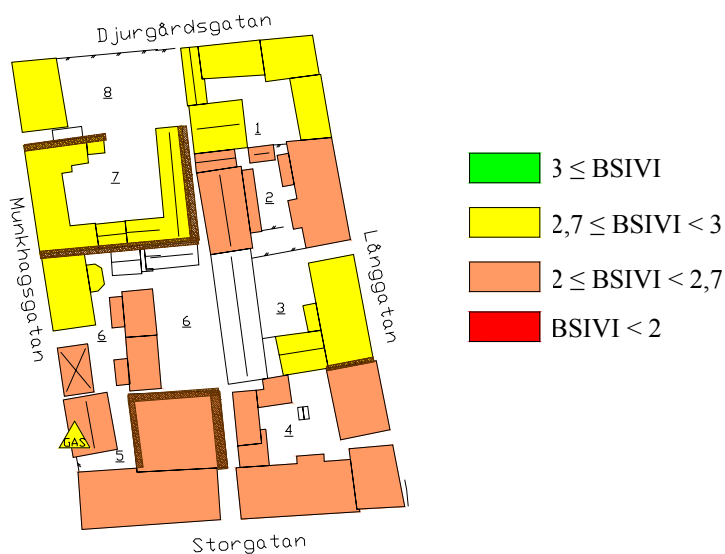 Djurgårdsgatan
8
1
7
2
Munkhagsgatan
Långgatan
3
6
6
4
GAS
5
Storgatan
3 ≤ BSIVI
2,7 ≤ BSIVI < 3
2 ≤ BSIVI < 2,7
BSIVI < 2